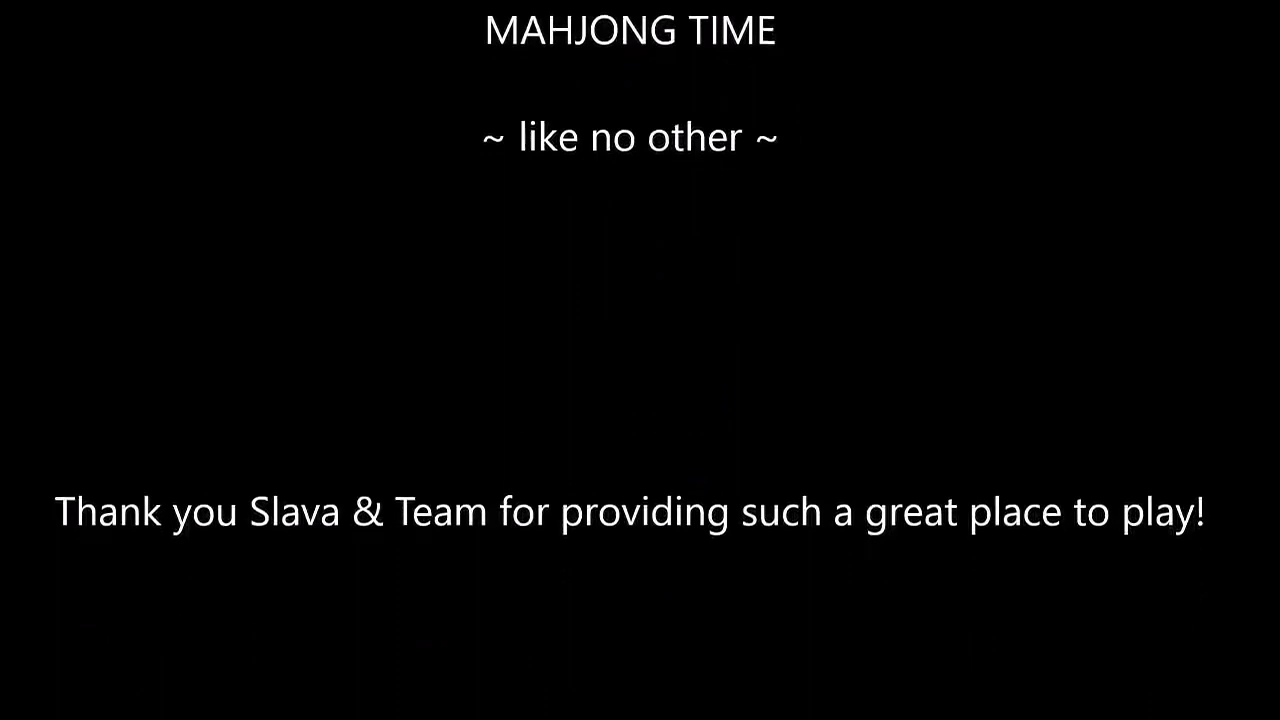 MAHJONG TIME
~ like no other ~
Thank you Slava & Team for providing such a great place to play!